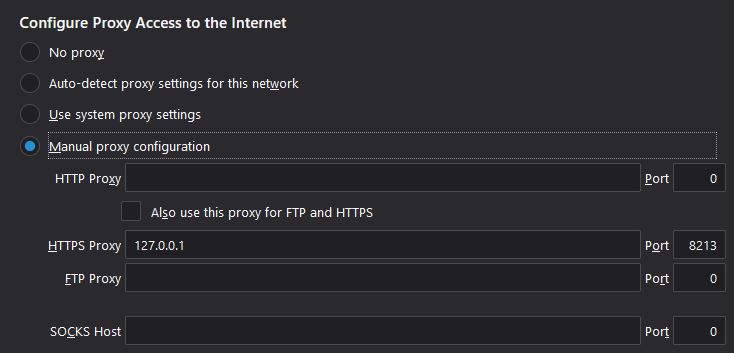 Configure Proxy Access to the Internet
No proxy
Auto-detect proxy settings for this network
Use system proxy settings
Manual proxy configuration
HTTP Proxy Port 0
Also use this proxy for FTP and HTTPS
HTTPS Proxy 127.0.0.1 Port 8213
FTP Proxy Port 0
SOCKS Host Port 0